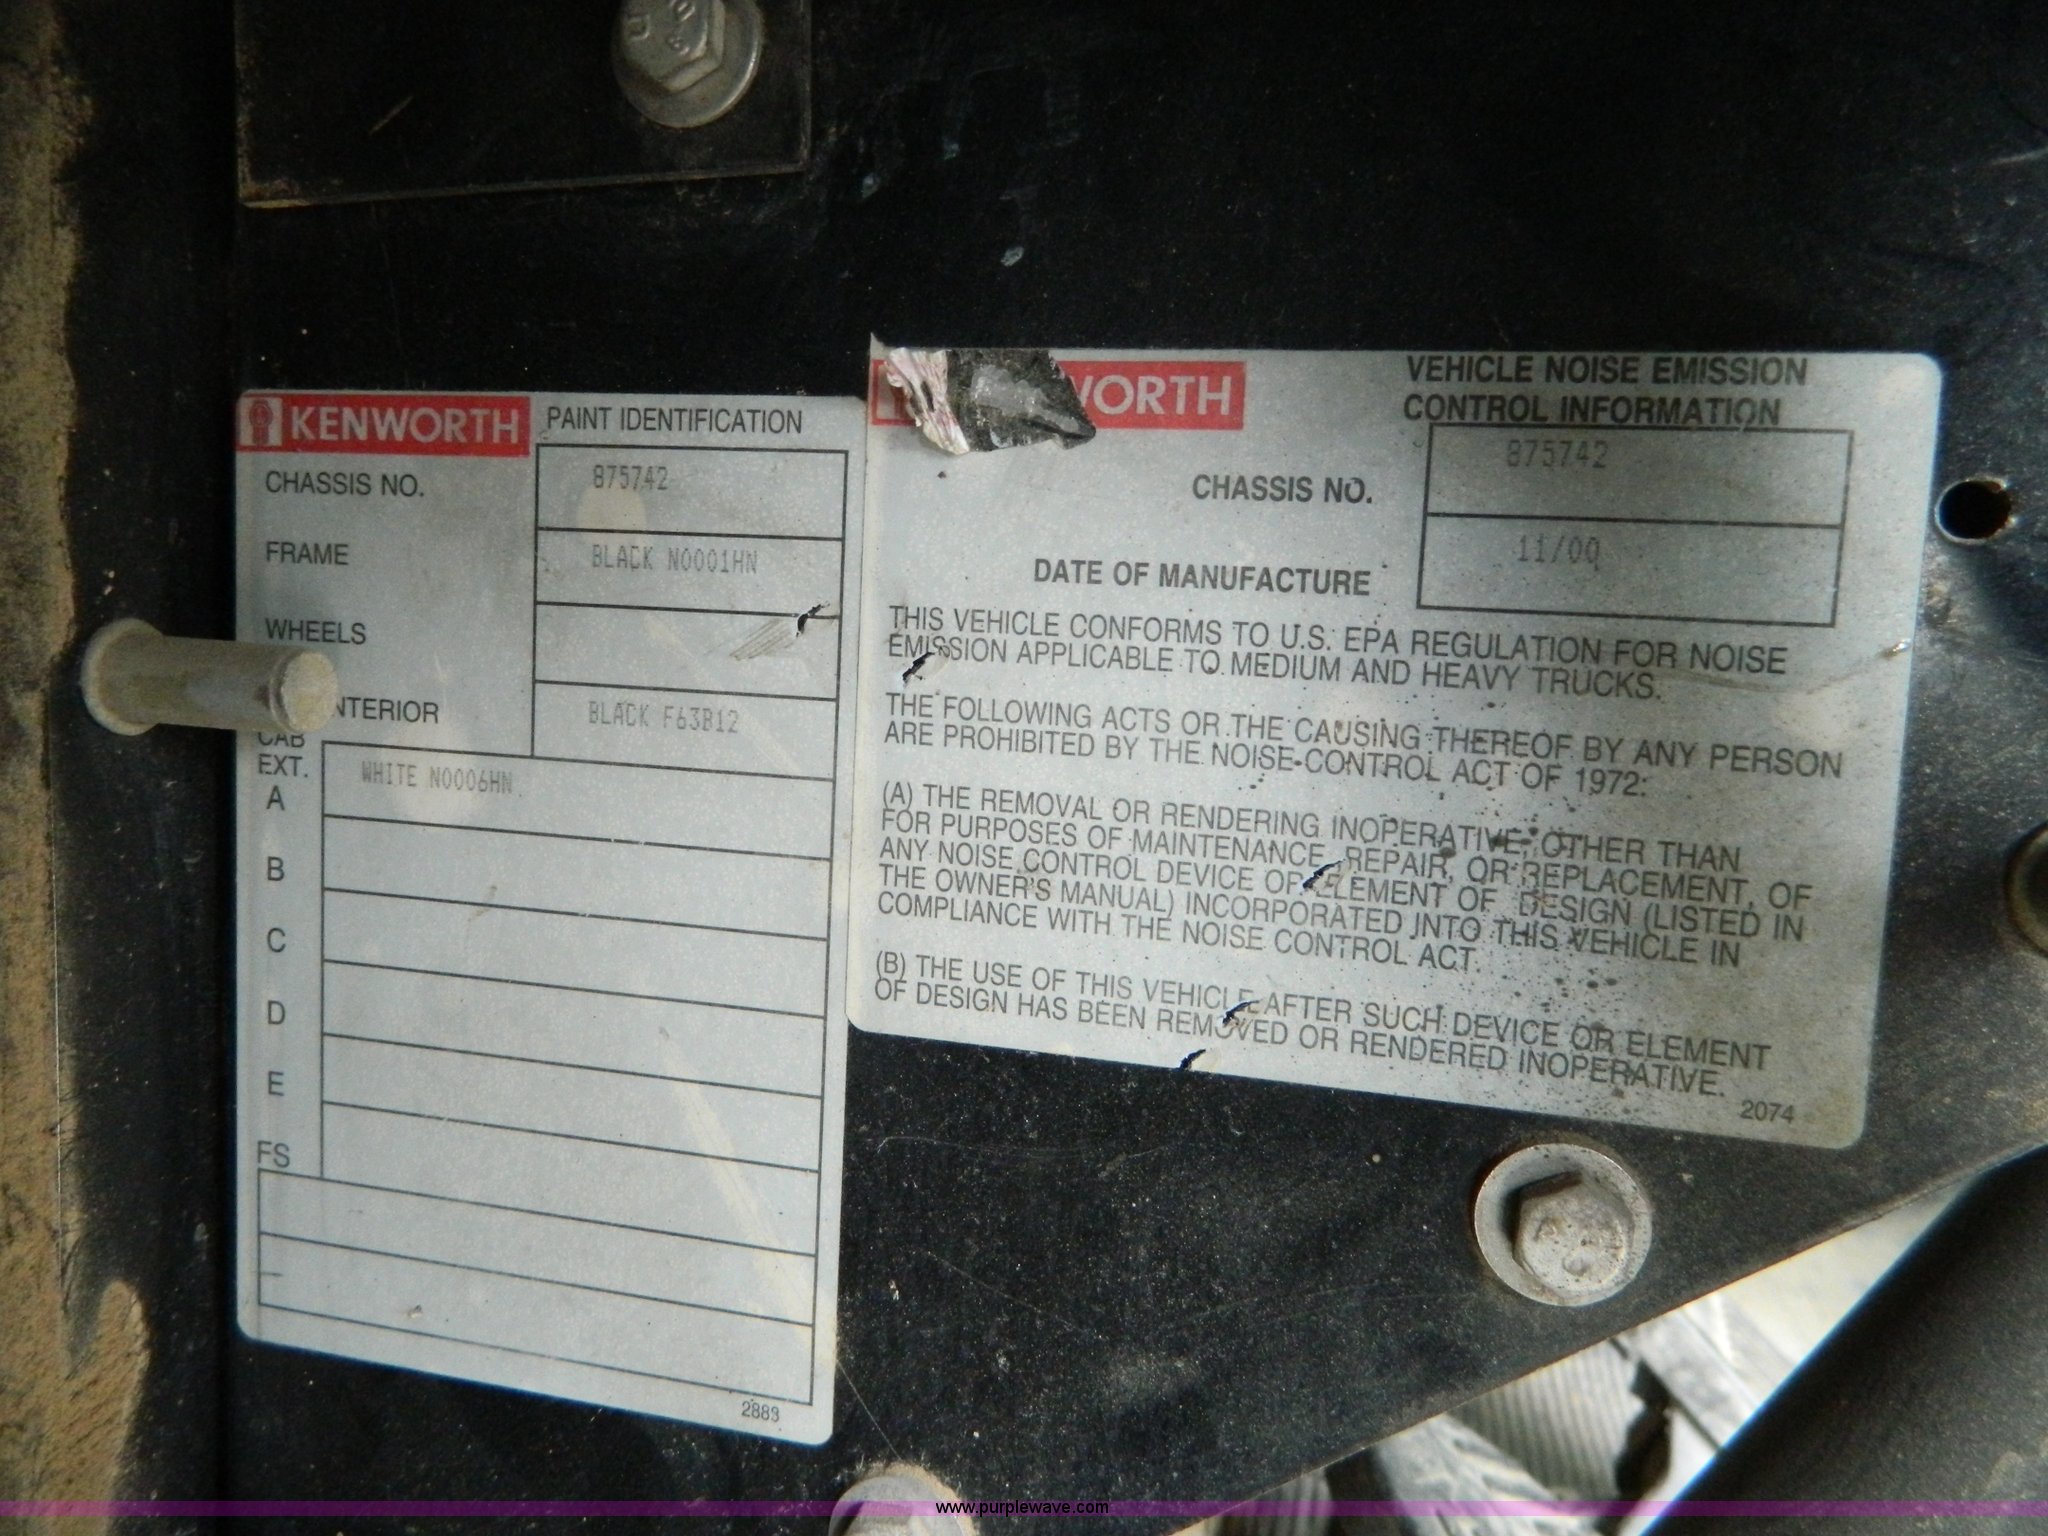 KENWORTH PAINT IDENTIFICATION
CHASSIS NO. 875742
FRAME BLACK N0001HN
WHEELS
NTERIOR BLACK F63B12
CAB
EXT.
A WHITE N0006HN
B
C
D
E
FS
2883
WORTH
VEHICLE NOISE EMISSION
CONTROL INFORMATION
CHASSIS NO. 875742
DATE OF MANUFACTURE 11/00
THIS VEHICLE CONFORMS TO U.S. EPA REGULATION FOR NOISE
EMISSION APPLICABLE TO MEDIUM AND HEAVY TRUCKS.
THE FOLLOWING ACTS OR THE CAUSING THEREOF BY ANY PERSON
ARE PROHIBITED BY THE NOISE CONTROL ACT OF 1972:
(A) THE REMOVAL OR RENDERING INOPERATIVE, OTHER THAN
FOR PURPOSES OF MAINTENANCE, REPAIR, OR REPLACEMENT, OF
ANY NOISE CONTROL DEVICE OR ELEMENT OF DESIGN (LISTED IN
THE OWNER'S MANUAL) INCORPORATED INTO THIS VEHICLE IN
COMPLIANCE WITH THE NOISE CONTROL ACT.
(B) THE USE OF THIS VEHICLE AFTER SUCH DEVICE OR ELEMENT
OF DESIGN HAS BEEN REMOVED OR RENDERED INOPERATIVE.
2074
www.purplewave.com